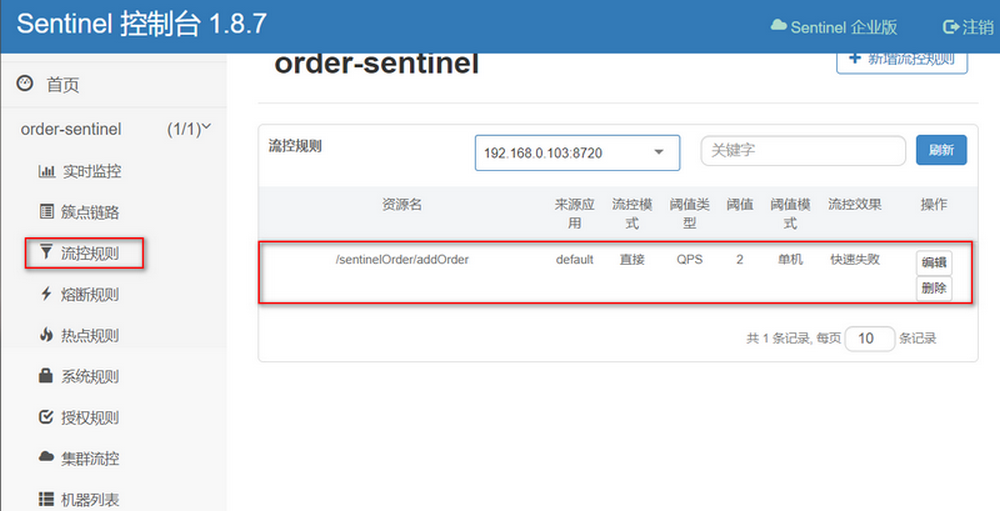 Sentinel 控制台 1.8.7
Sentinel 企业版
注销
首页
order-sentinel (1/1)
实时监控
簇点链路
流控规则
熔断规则
热点规则
系统规则
授权规则
集群流控
机器列表
order-sentinel
+ 新增流控规则
流控规则
192.168.0.103:8720
关键字
刷新
资源名 来源应用 流控模式 阈值类型 阈值 阈值模式 流控效果 操作
/sentinelOrder/addOrder default 直接 QPS 2 单机 快速失败 编辑
删除
共 1 条记录, 每页 10 条记录